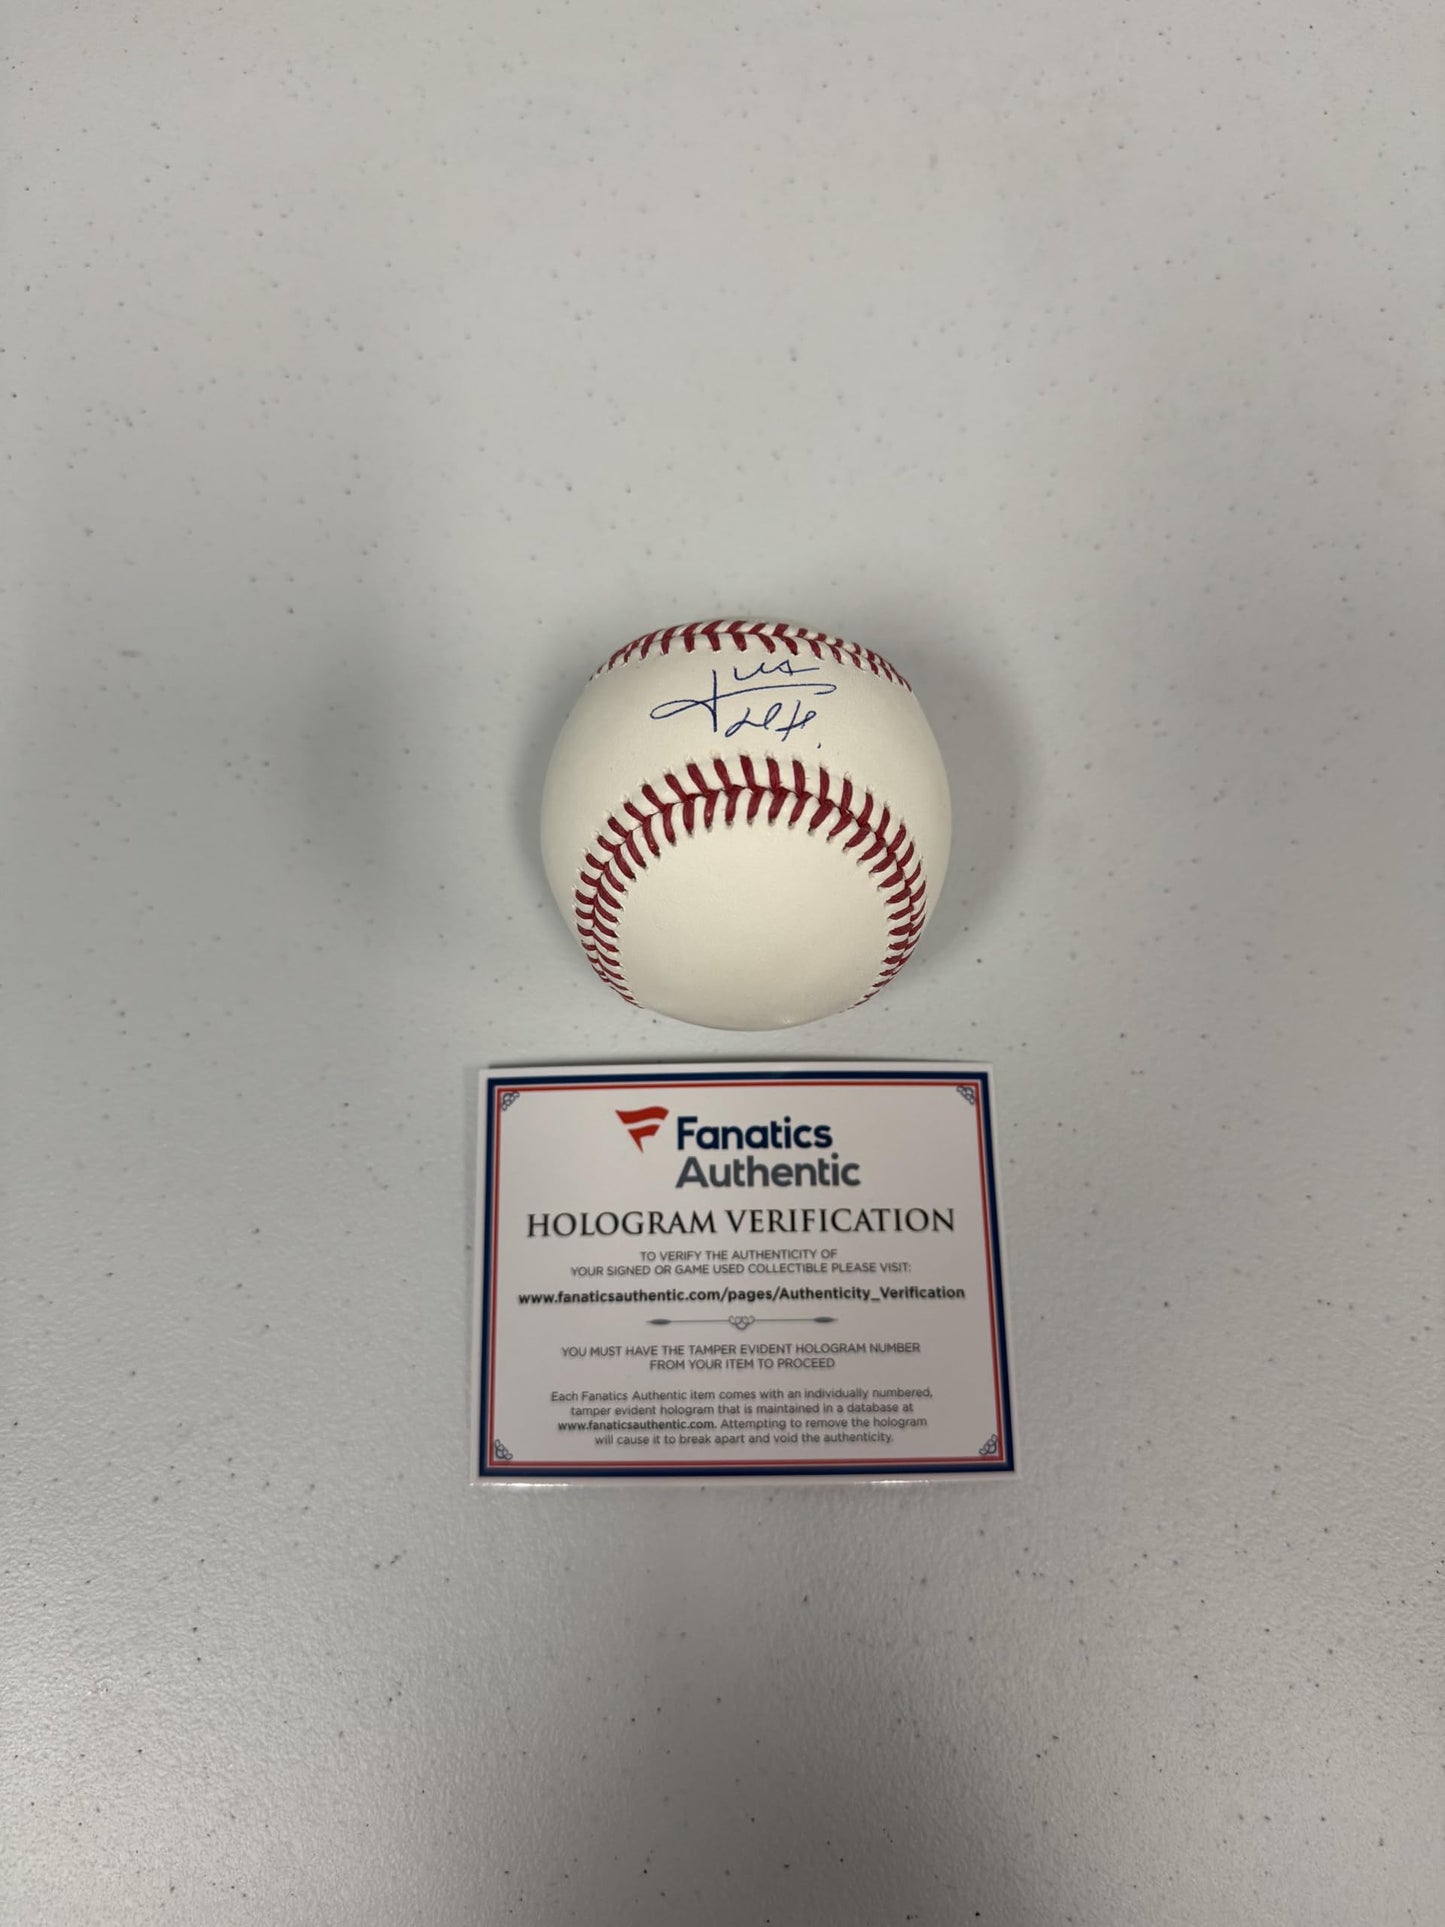 Fanatics
Authentic
HOLOGRAM VERIFICATION
TO VERIFY THE AUTHENTICITY OF
YOUR SIGNED OR GAME USED COLLECTIBLE PLEASE VISIT:
www.fanaticsauthentic.com/pages/Authenticity_Verification
YOU MUST HAVE THE TAMPER EVIDENT HOLOGRAM NUMBER
FROM YOUR ITEM TO PROCEED
Each Fanatics Authentic item comes with an individually numbered,
tamper evident hologram that is maintained in a database at
www.fanaticsauthentic.com. Attempting to remove the hologram
will cause it to break apart and void the authenticity.